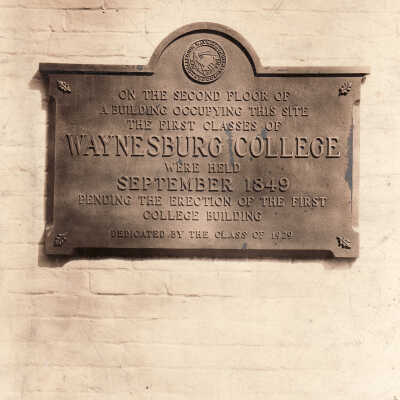 ON THE SECOND FLOOR OF
A BUILDING OCCUPYING THIS SITE
THE FIRST CLASSES OF
WAYNESBURG COLLEGE
WERE HELD
SEPTEMBER 1849
PENDING THE ERECTION OF THE FIRST
COLLEGE BUILDING
DEDICATED BY THE CLASS OF 1929